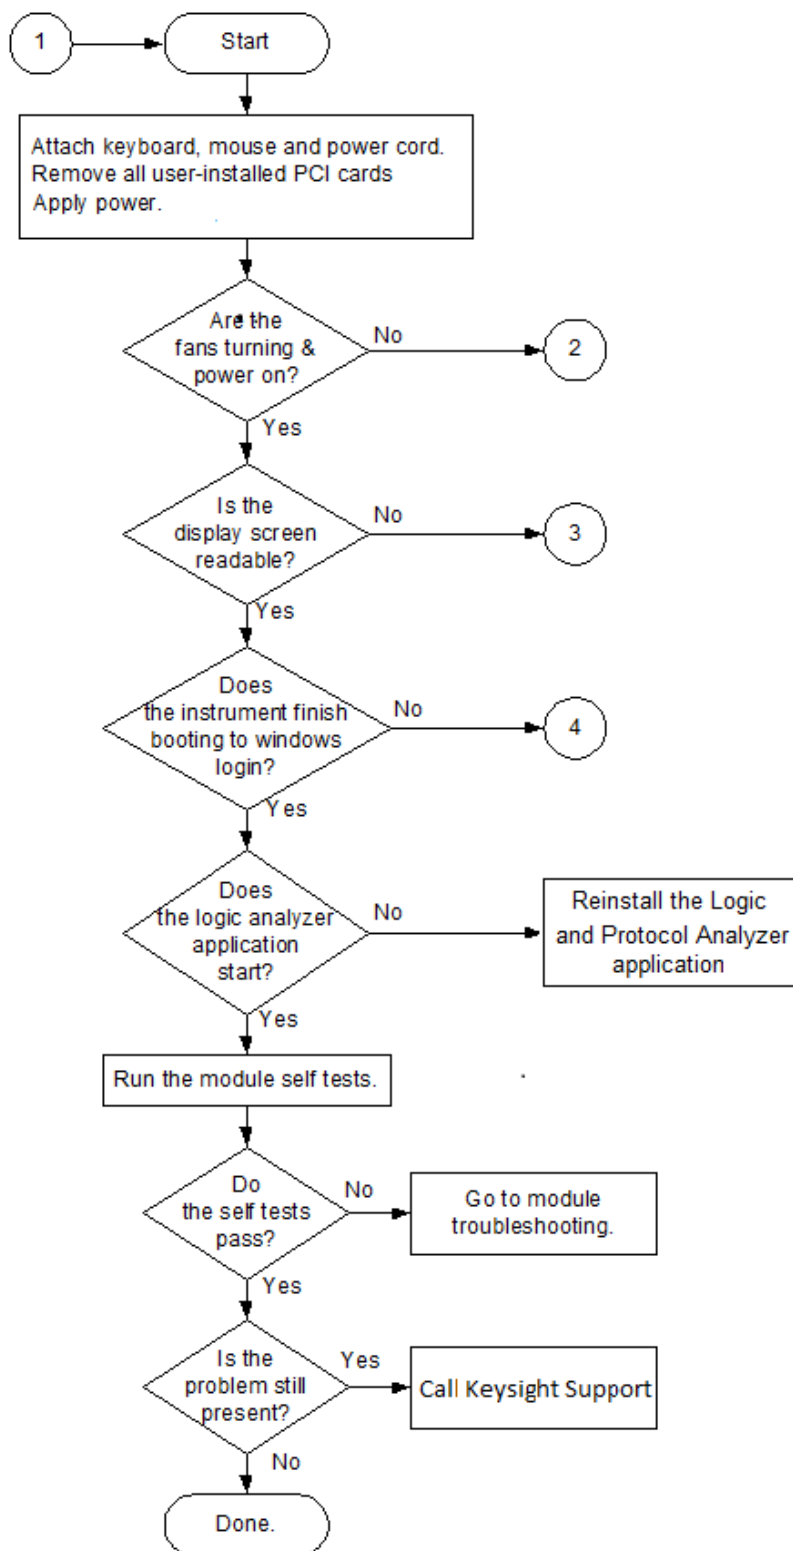 1
Start
Attach keyboard, mouse and power cord.
Remove all user-installed PCI cards
Apply power.
Are the
fans turning &
power on?
No
2
Yes
Is the
display screen
readable?
No
3
Yes
Does
the instrument finish
booting to windows
login?
No
4
Yes
Does
the logic analyzer
application
start?
No
Reinstall the Logic
and Protocol Analyzer
application
Yes
Run the module self tests.
Do
the self tests
pass?
No
Go to module
troubleshooting.
Yes
Is the
problem still
present?
Yes
Call Keysight Support
No
Done.